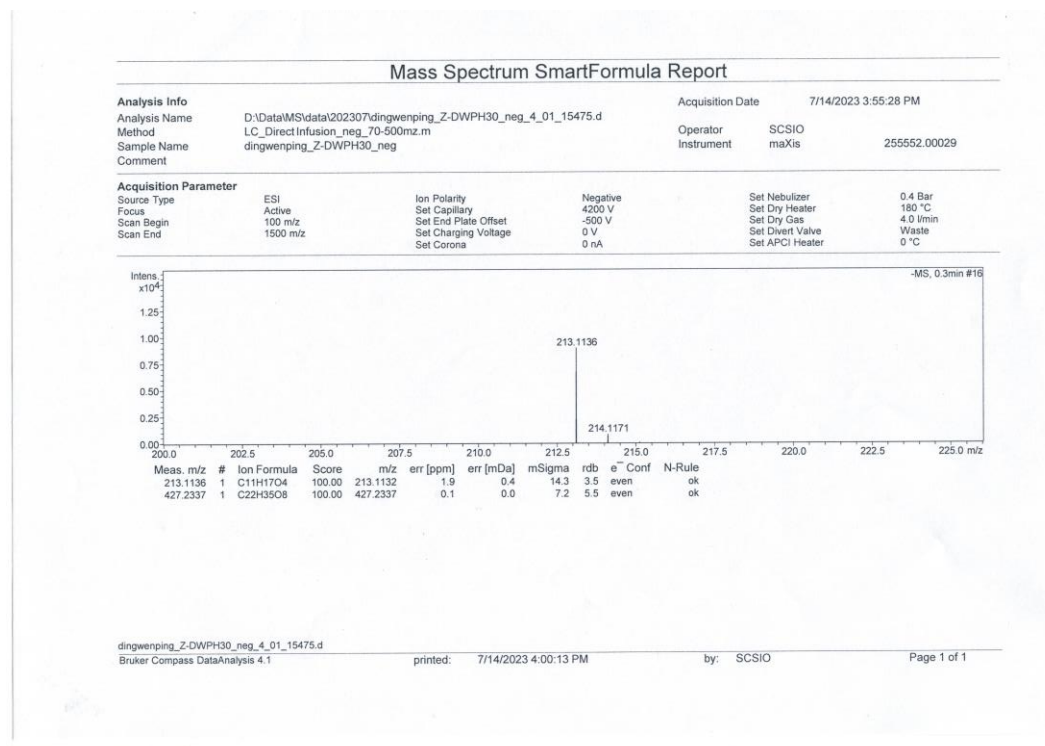 Mass Spectrum SmartFormula Report
Analysis Info
Acquisition Date 7/14/2023 3:55:28 PM
Analysis Name D:\Data\MS\data\202307\dingwenping_Z-DWPH30_neg_4_01_15475.d
Method LC_Direct Infusion_neg_70-500mz.m
Operator SCSIO
Sample Name dingwenping_Z-DWPH30_neg
Instrument maXis 255552.00029
Comment
Acquisition Parameter
Source Type ESI Ion Polarity Negative Set Nebulizer 0.4 Bar
Focus Active Set Capillary 4200 V Set Dry Heater 180 °C
Scan Begin 100 m/z Set End Plate Offset -500 V Set Dry Gas 4.0 l/min
Scan End 1500 m/z Set Charging Voltage 0 V Set Divert Valve Waste
Set Corona 0 nA Set APCI Heater 0 °C
Intens.
x10⁴
-MS, 0.3min #16
1.25
1.00
213.1136
0.75
0.50
0.25
214.1171
0.00
200.0 202.5 205.0 207.5 210.0 212.5 215.0 217.5 220.0 222.5 225.0 m/z
Meas. m/z # Ion Formula Score m/z err [ppm] err [mDa] mSigma rdb e⁻ Conf N-Rule
213.1136 1 C11H17O4 100.00 213.1132 1.9 0.4 14.3 3.5 even ok
427.2337 1 C22H35O8 100.00 427.2337 0.1 0.0 7.2 5.5 even ok
dingwenping_Z-DWPH30_neg_4_01_15475.d
Bruker Compass DataAnalysis 4.1 printed: 7/14/2023 4:00:13 PM by: SCSIO Page 1 of 1